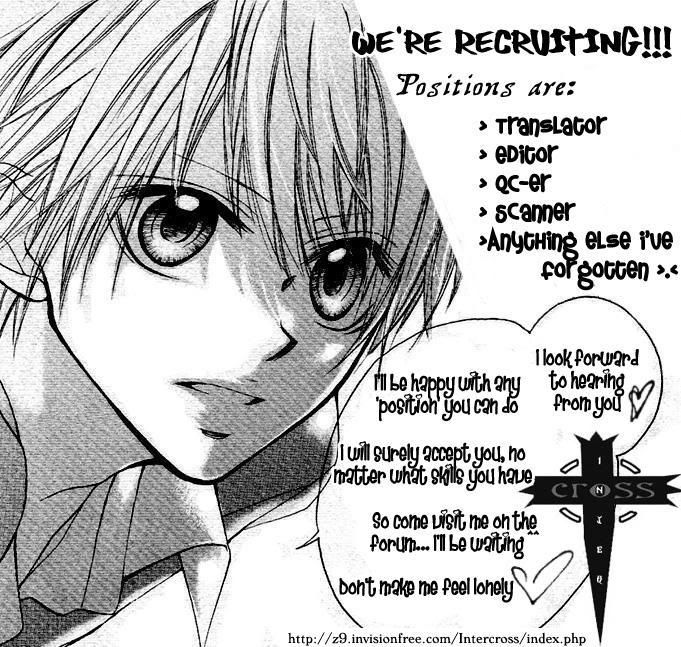 WE'RE RECRUITING!!!
Positions are:
> Translator
> Editor
> QC-er
> Scanner
>Anything else i've
forgotten >.<
I look forward
to hearing
from you
I'll be happy with any
'position' you can do
I will surely accept you, no
matter what skills you have
So come visit me on the
forum... I'll be waiting ^^
Don't make me feel lonely
INTER
CROSS
http://z9.invisionfree.com/Intercross/index.php